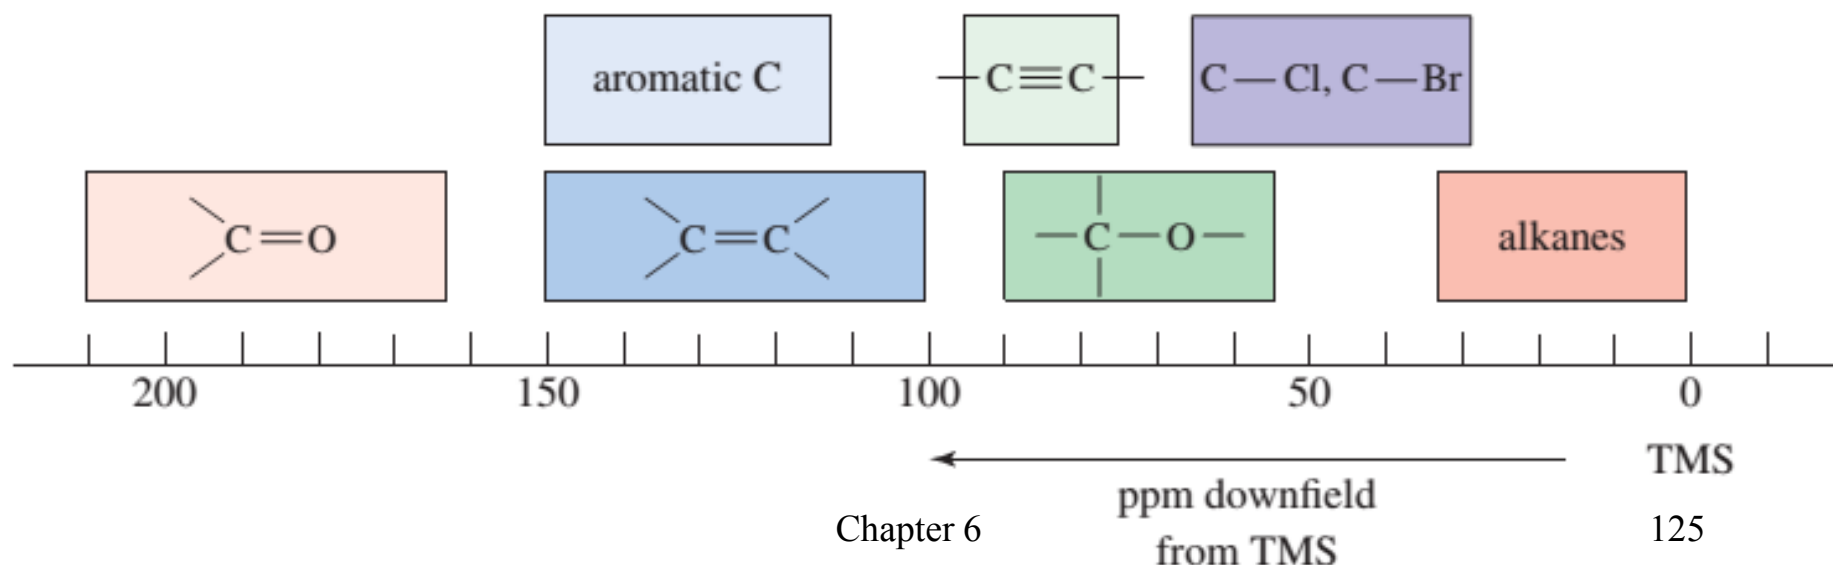 aromatic C
C≡C
C—Cl, C—Br
C=O
C=C
—C—O—
alkanes
200 150 100 50 0
TMS
ppm downfield
from TMS
Chapter 6
125